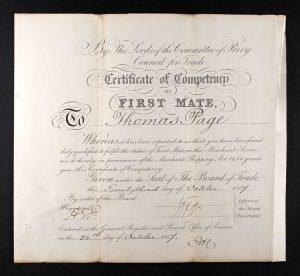 By The Lords of the Committee of Privy
Council for Trade
Certificate of Competency
as
FIRST MATE,
To Thomas Page
Whereas it has been reported to us that you have been found
duly qualified to fulfil the duties of First Mate in the Merchant Service
we do hereby in pursuance of the Merchant Shipping Act 1854 grant
you this Certificate of Competency.
Given under the Seal of The Board of Trade
this Twentythird day of October 1867.
By order of the Board
Registered
Entered at the General Register and Record Office of Seamen
on the 24th day of October 1867.